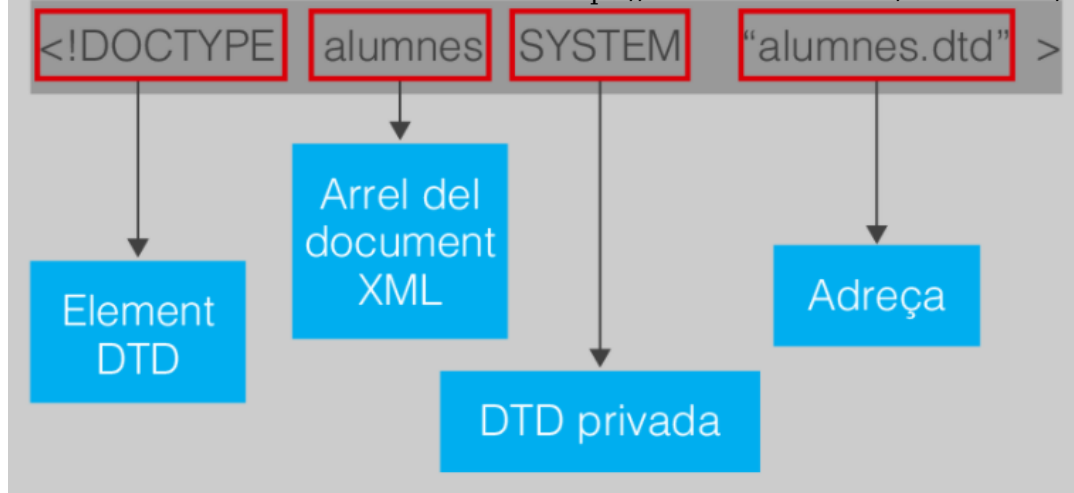 <!DOCTYPE alumnes SYSTEM “alumnes.dtd” >
Arrel del
document
XML
Element
DTD
Adreça
DTD privada